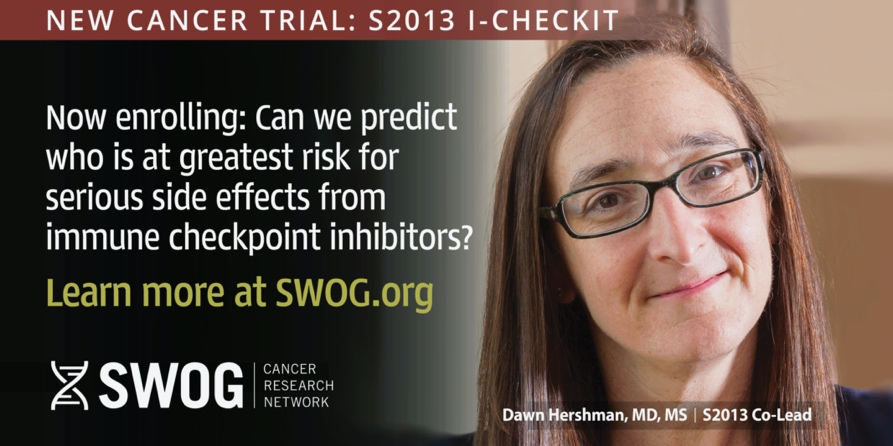 NEW CANCER TRIAL: S2013 I-CHECKIT
Now enrolling: Can we predict
who is at greatest risk for
serious side effects from
immune checkpoint inhibitors?
Learn more at SWOG.org
SWOG
CANCER
RESEARCH
NETWORK
Dawn Hershman, MD, MS | S2013 Co-Lead